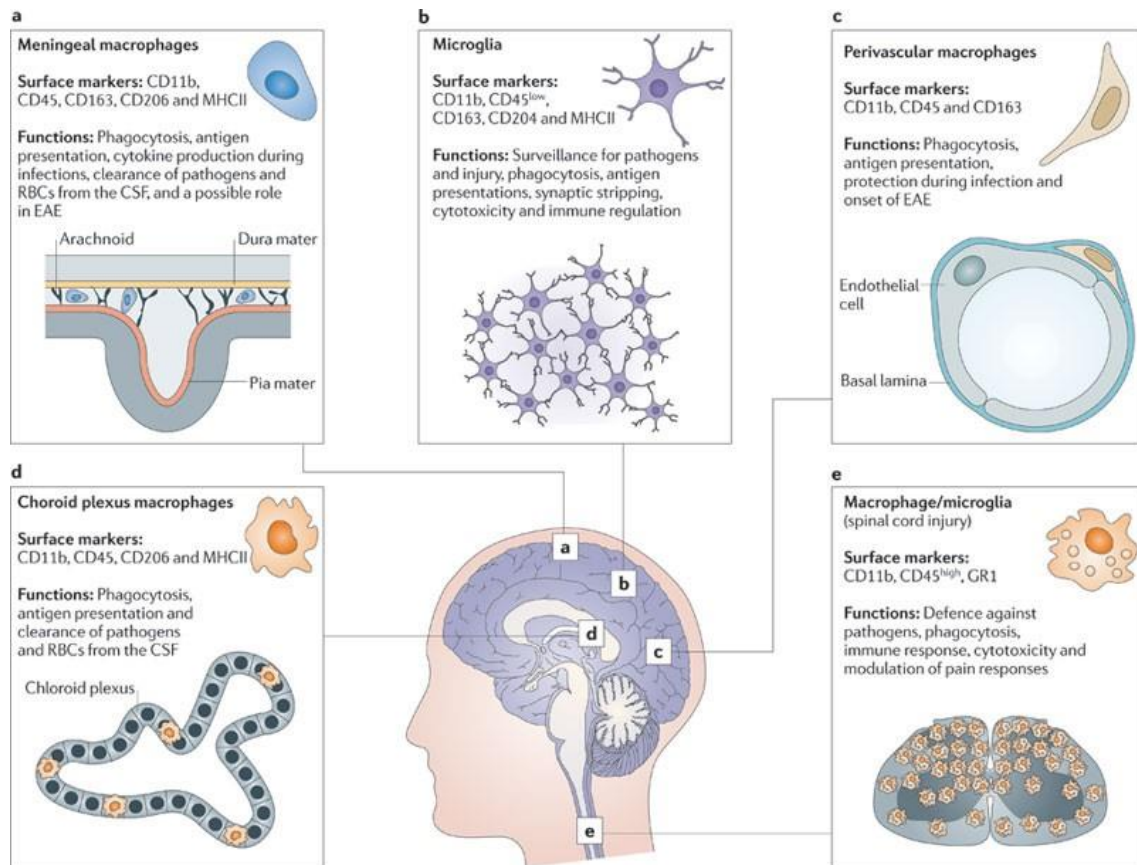 a
Meningeal macrophages
Surface markers: CD11b,
CD45, CD163, CD206 and MHCII
Functions: Phagocytosis, antigen
presentation, cytokine production during
infections, clearance of pathogens and
RBCs from the CSF, and a possible role
in EAE
Arachnoid
Dura mater
Pia mater
b
Microglia
Surface markers:
CD11b, CD45low,
CD163, CD204 and MHCII
Functions: Surveillance for pathogens
and injury, phagocytosis, antigen
presentations, synaptic stripping,
cytotoxicity and immune regulation
c
Perivascular macrophages
Surface markers:
CD11b, CD45 and CD163
Functions: Phagocytosis,
antigen presentation,
protection during infection and
onset of EAE
Endothelial
cell
Basal lamina
d
Choroid plexus macrophages
Surface markers:
CD11b, CD45, CD206 and MHCII
Functions: Phagocytosis,
antigen presentation and
clearance of pathogens
and RBCs from the CSF
Chloroid plexus
a
b
d
c
e
e
Macrophage/microglia
(spinal cord injury)
Surface markers:
CD11b, CD45high, GR1
Functions: Defence against
pathogens, phagocytosis,
immune response, cytotoxicity and
modulation of pain responses